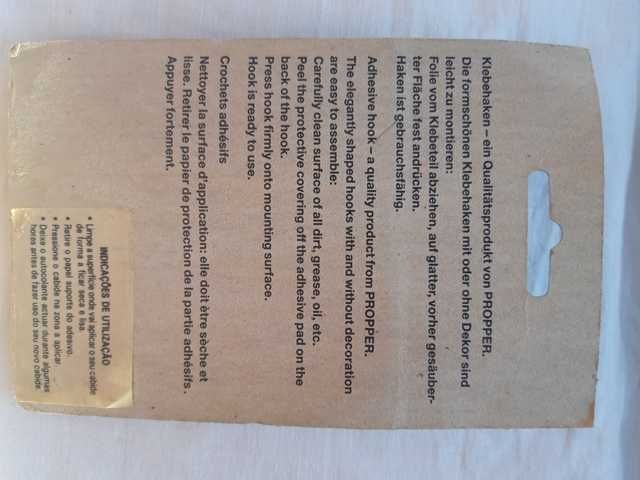 Klebehaken – ein Qualitätsprodukt von PROPPER.
Die formschönen Klebehaken mit oder ohne Dekor sind
leicht zu montieren:
Folie vom Klebeteil abziehen, auf glatter, vorher gesäuber-
ter Fläche fest andrücken.
Haken ist gebrauchsfähig.
Adhesive hook – a quality product from PROPPER.
The elegantly shaped hooks with and without decoration
are easy to assemble:
Carefully clean surface of all dirt, grease, oil, etc.
Peel the protective covering off the adhesive pad on the
back of the hook.
Press hook firmly onto mounting surface.
Hook is ready to use.
Crochets adhésifs
Nettoyer la surface d'application: elle doit être sèche et
lisse. Retirer le papier de protection de la partie adhésifs.
Appuyer fortement.
INDICAÇÕES DE UTILIZAÇÃO
• Limpe a superfície onde vai aplicar o seu cabide
de forma a ficar seca e lisa.
• Retire o papel suporte do adesivo.
• Pressione o cabide na zona a aplicar.
• Deixe o autocolante actuar durante algumas
horas antes de fazer uso do seu novo cabide.